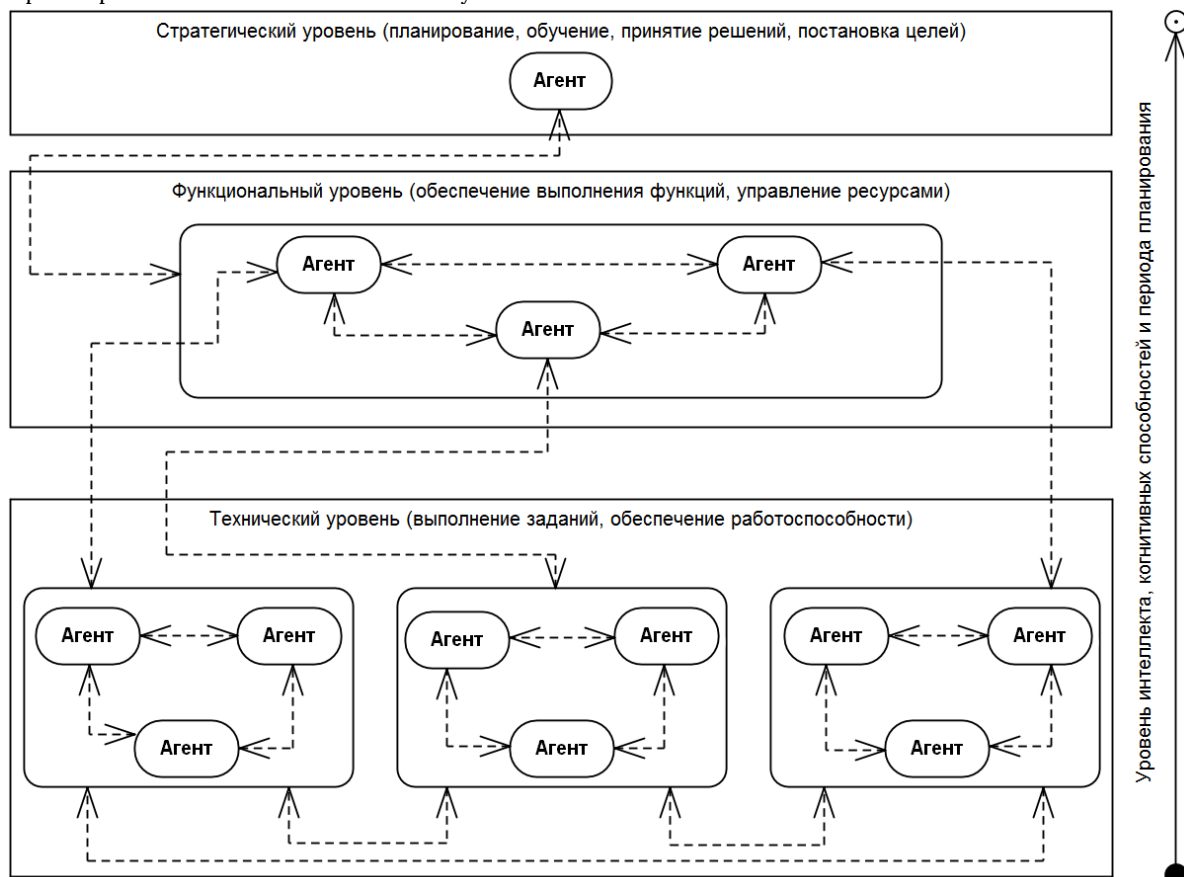 Стратегический уровень (планирование, обучение, принятие решений, постановка целей)
Агент
Функциональный уровень (обеспечение выполнения функций, управление ресурсами)
Агент
Агент
Агент
Технический уровень (выполнение заданий, обеспечение работоспособности)
Агент
Агент
Агент
Агент
Агент
Агент
Агент
Агент
Агент
Уровень интеллекта, когнитивных способностей и периода планирования